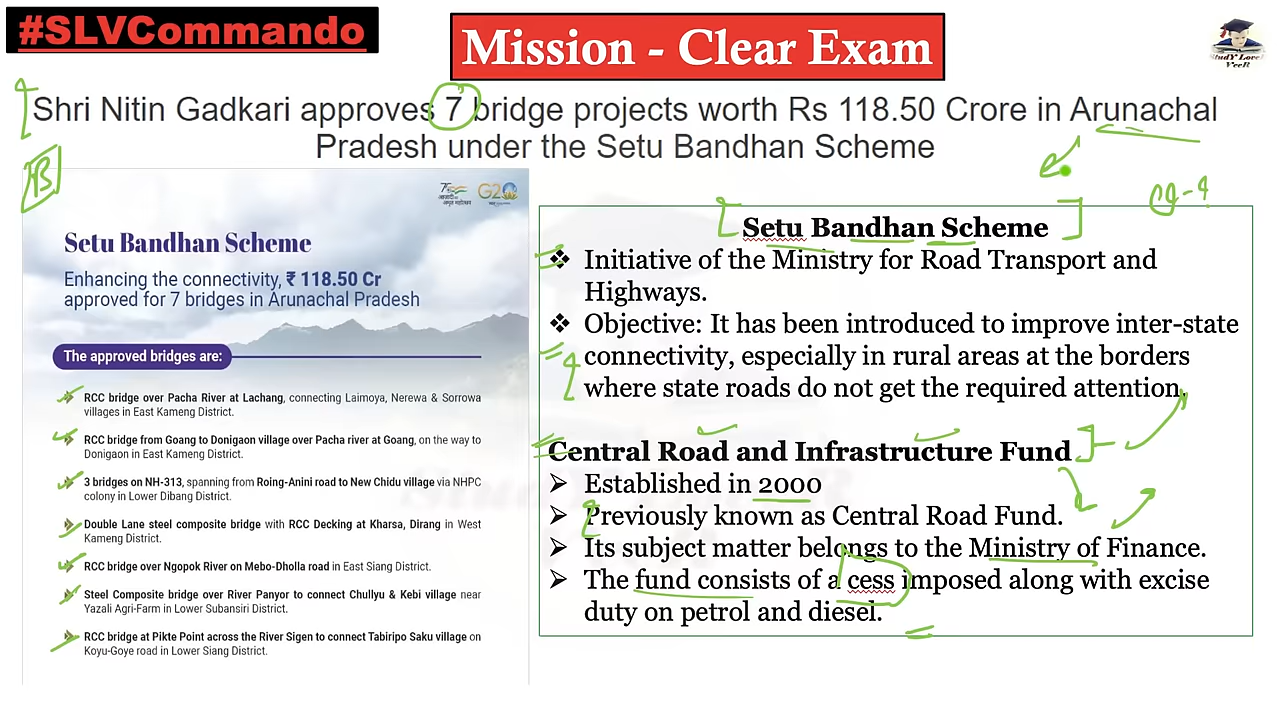 #SLVCommando
Mission - Clear Exam
StudY LoveR
VeeR
Shri Nitin Gadkari approves 7 bridge projects worth Rs 118.50 Crore in Arunachal
Pradesh under the Setu Bandhan Scheme
G20
Setu Bandhan Scheme
Enhancing the connectivity, ₹ 118.50 Cr
approved for 7 bridges in Arunachal Pradesh
The approved bridges are:
RCC bridge over Pacha River at Lachang, connecting Laimoya, Nerewa & Sorrowa
villages in East Kameng District.
RCC bridge from Goang to Donigaon village over Pacha river at Goang, on the way to
Donigaon in East Kameng District.
3 bridges on NH-313, spanning from Roing-Anini road to New Chidu village via NHPC
colony in Lower Dibang District.
Double Lane steel composite bridge with RCC Decking at Kharsa, Dirang in West
Kameng District.
RCC bridge over Ngopok River on Mebo-Dholla road in East Siang District.
Steel Composite bridge over River Panyor to connect Chullyu & Kebi village near
Yazali Agri-Farm in Lower Subansiri District.
RCC bridge at Pikte Point across the River Sigen to connect Tabiripo Saku village on
Koyu-Goye road in Lower Siang District.
Setu Bandhan Scheme
❖ Initiative of the Ministry for Road Transport and
Highways.
❖ Objective: It has been introduced to improve inter-state
connectivity, especially in rural areas at the borders
where state roads do not get the required attention.
Central Road and Infrastructure Fund
➢ Established in 2000
➢ Previously known as Central Road Fund.
➢ Its subject matter belongs to the Ministry of Finance.
➢ The fund consists of a cess imposed along with excise
duty on petrol and diesel.